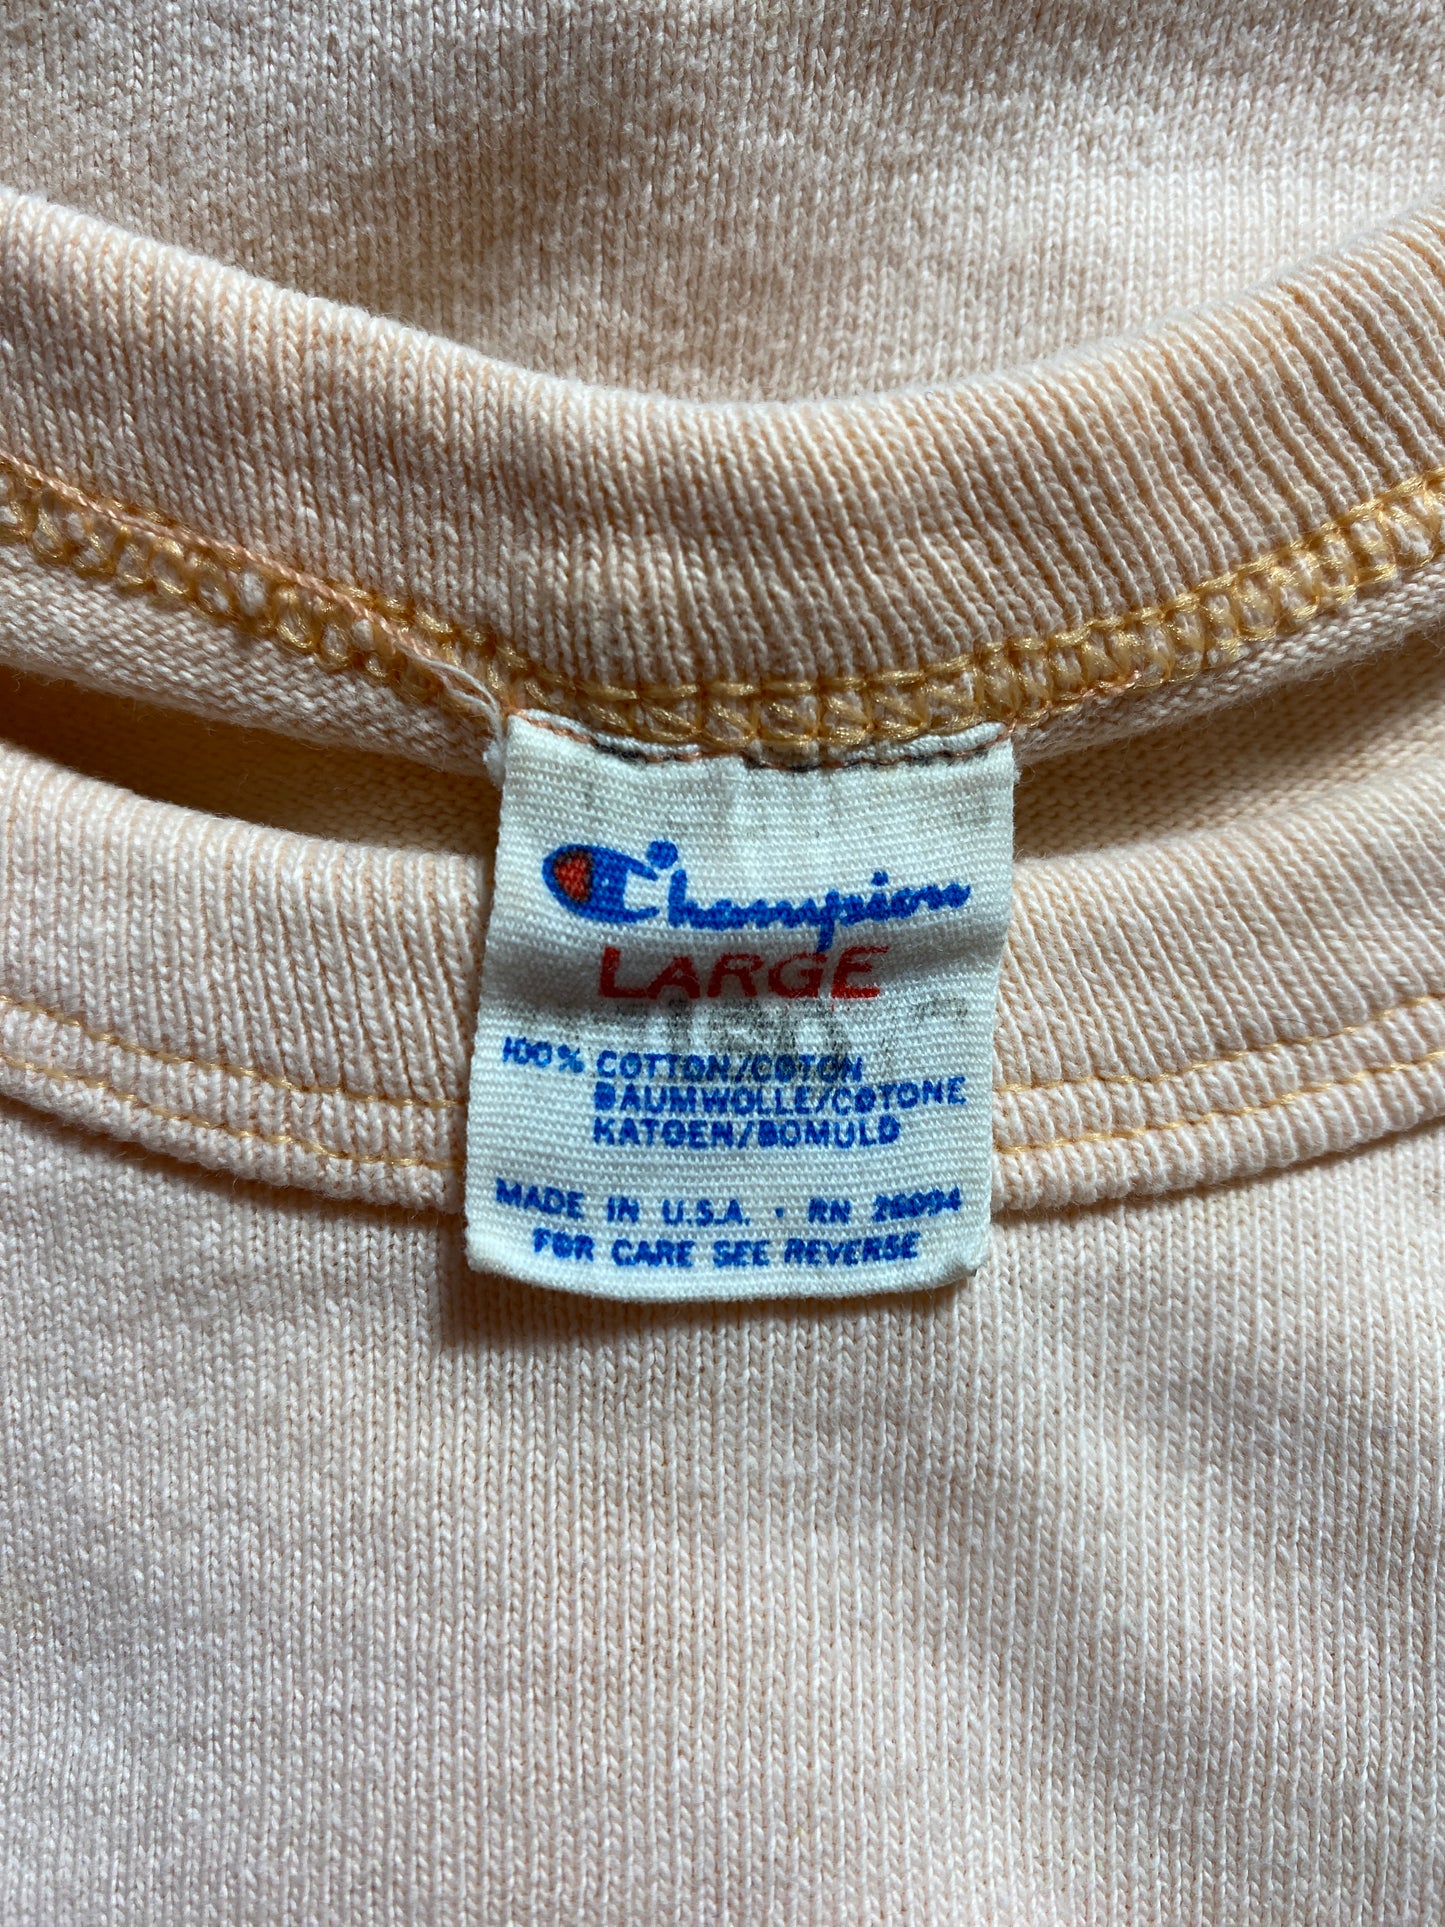 Champion
LARGE
100% COTTON/COTON
BAUMWOLLE/COTONE
KATOEN/BOMULD
MADE IN U.S.A. • RN 26094
FOR CARE SEE REVERSE